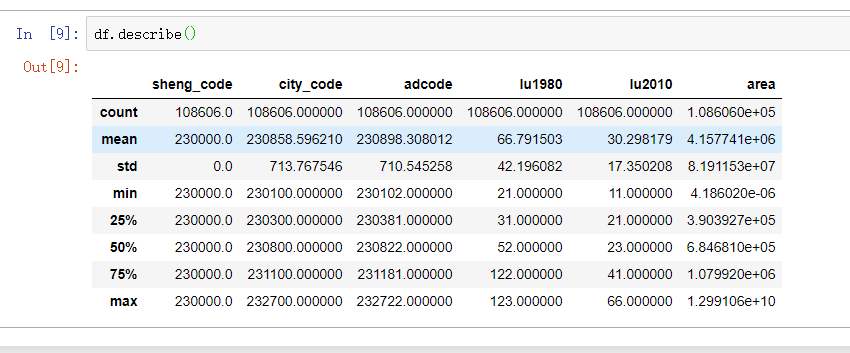 In [9]: df.describe()
Out[9]:
sheng_code city_code adcode lu1980 lu2010 area
count 108606.0 108606.000000 108606.000000 108606.000000 108606.000000 1.086060e+05
mean 230000.0 230858.596210 230898.308012 66.791503 30.298179 4.157741e+06
std 0.0 713.767546 710.545258 42.196082 17.350208 8.191153e+07
min 230000.0 230100.000000 230102.000000 21.000000 11.000000 4.186020e-06
25% 230000.0 230300.000000 230381.000000 31.000000 21.000000 3.903927e+05
50% 230000.0 230800.000000 230822.000000 52.000000 23.000000 6.846810e+05
75% 230000.0 231100.000000 231181.000000 122.000000 41.000000 1.079920e+06
max 230000.0 232700.000000 232722.000000 123.000000 66.000000 1.299106e+10